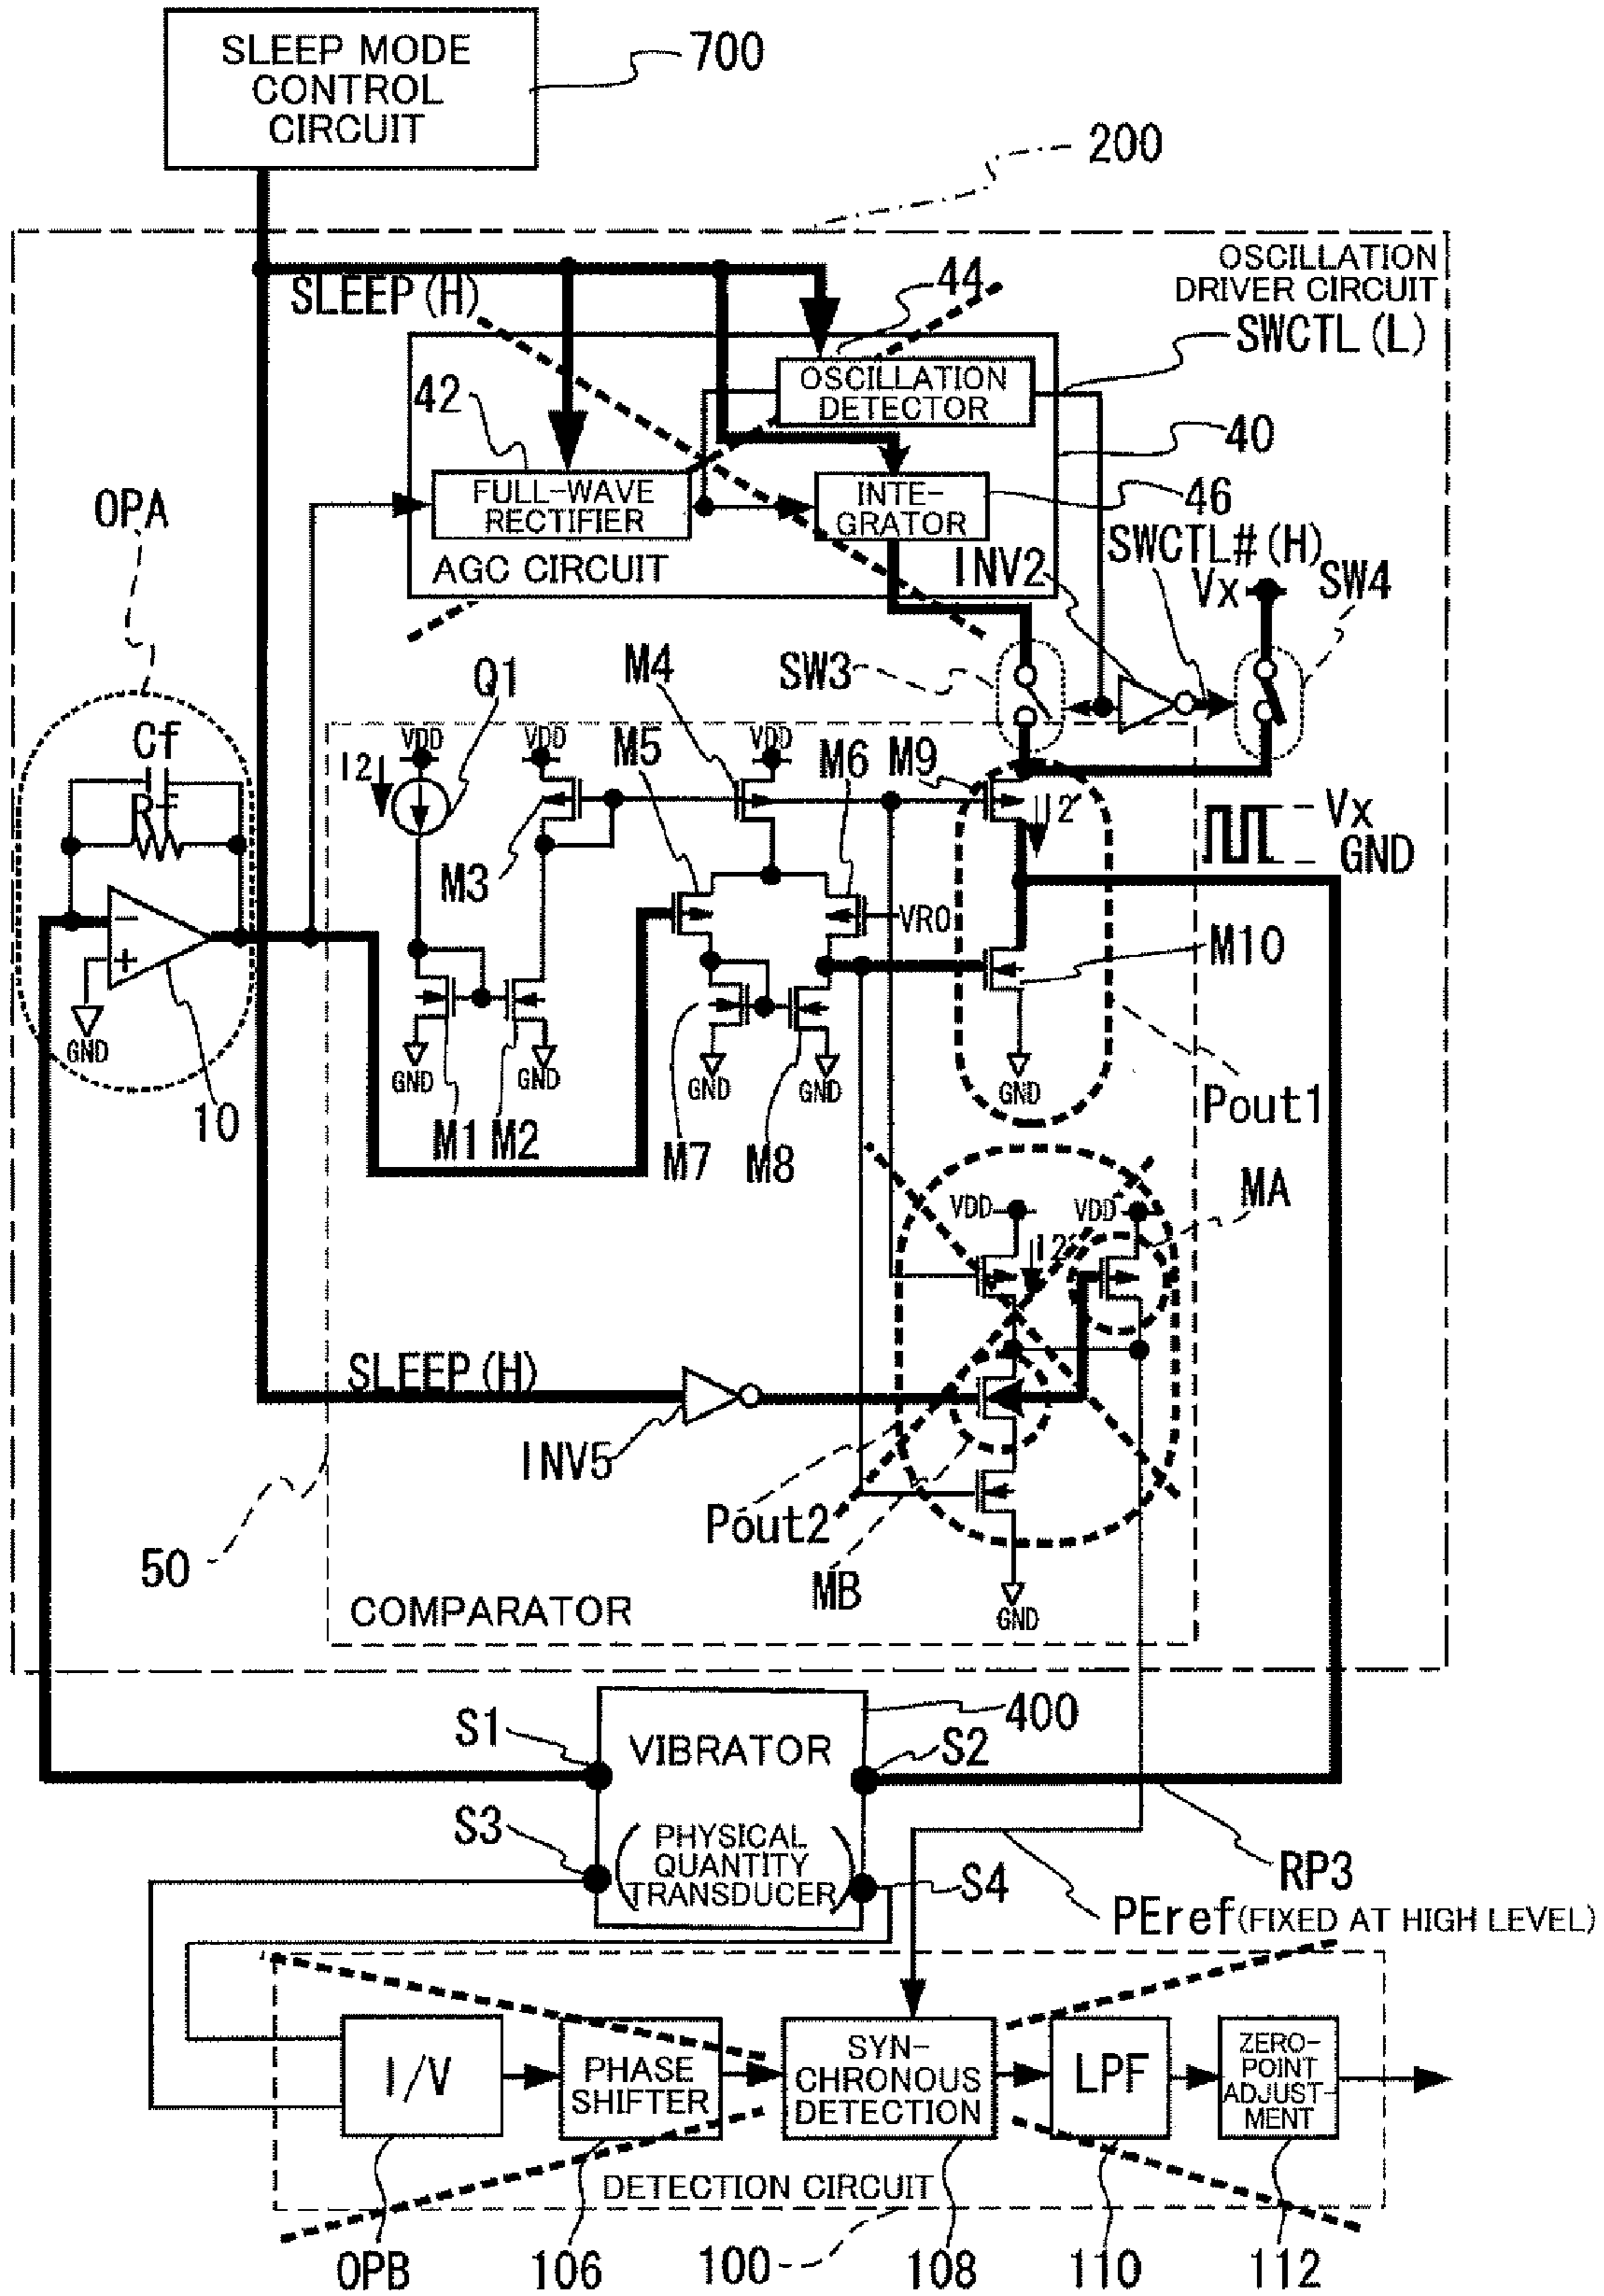 SLEEP MODE
CONTROL
CIRCUIT
700
200
OSCILLATION
DRIVER CIRCUIT
SLEEP(H)
44
SWCTL(L)
OSCILLATION
DETECTOR
42
40
FULL-WAVE
RECTIFIER
INTE-
GRATOR
46
OPA
AGC CIRCUIT
INV2
SWCTL#(H)
Vx
SW4
SW3
Q1
M4
Cf
Rf
I2
VDD
VDD
M5
VDD
M6
M9
I2'
Vx
GND
M3
VR0
M10
GND
10
GND
GND
M1
M2
GND
GND
M7
M8
GND
Pout1
MA
VDD
VDD
I2'
SLEEP(H)
INV5
Pout2
MB
GND
50
COMPARATOR
400
S1
VIBRATOR
S2
S3
(PHYSICAL
QUANTITY
TRANSDUCER)
S4
RP3
PEref(FIXED AT HIGH LEVEL)
I/V
PHASE
SHIFTER
SYN-
CHRONOUS
DETECTION
LPF
ZERO-
POINT
ADJUST-
MENT
DETECTION CIRCUIT
OPB
106
100
108
110
112